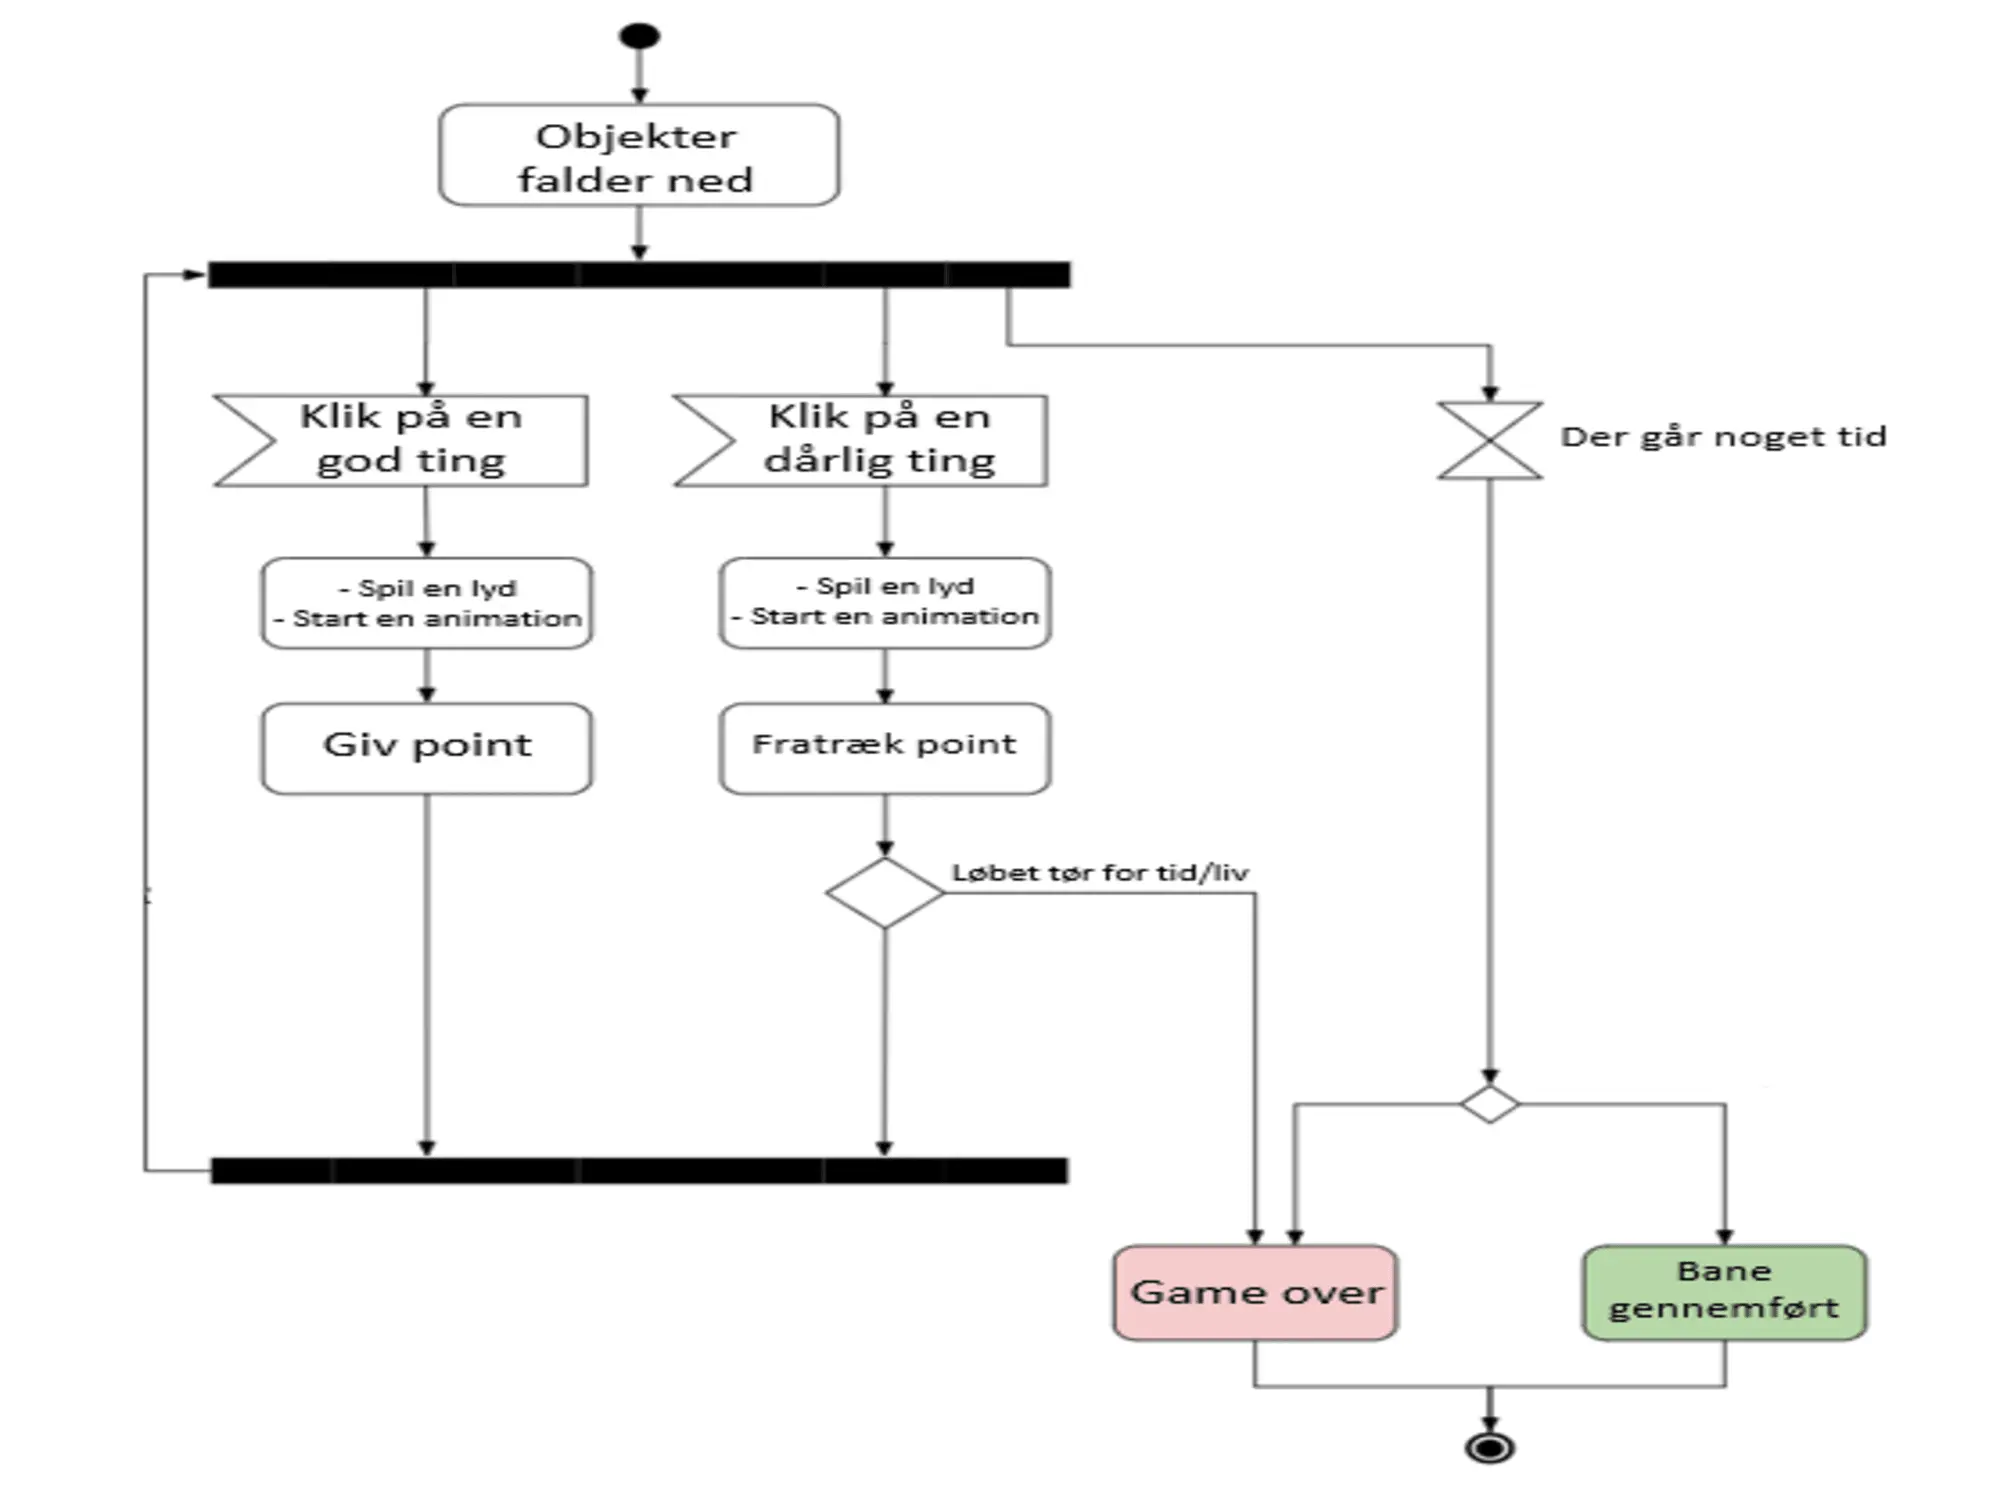 Objekter
falder ned
Klik på en
god ting
Klik på en
dårlig ting
Der går noget tid
- Spil en lyd
- Start en animation
- Spil en lyd
- Start en animation
Giv point
Fratræk point
Løbet tør for tid/liv
Game over
Bane
gennemført